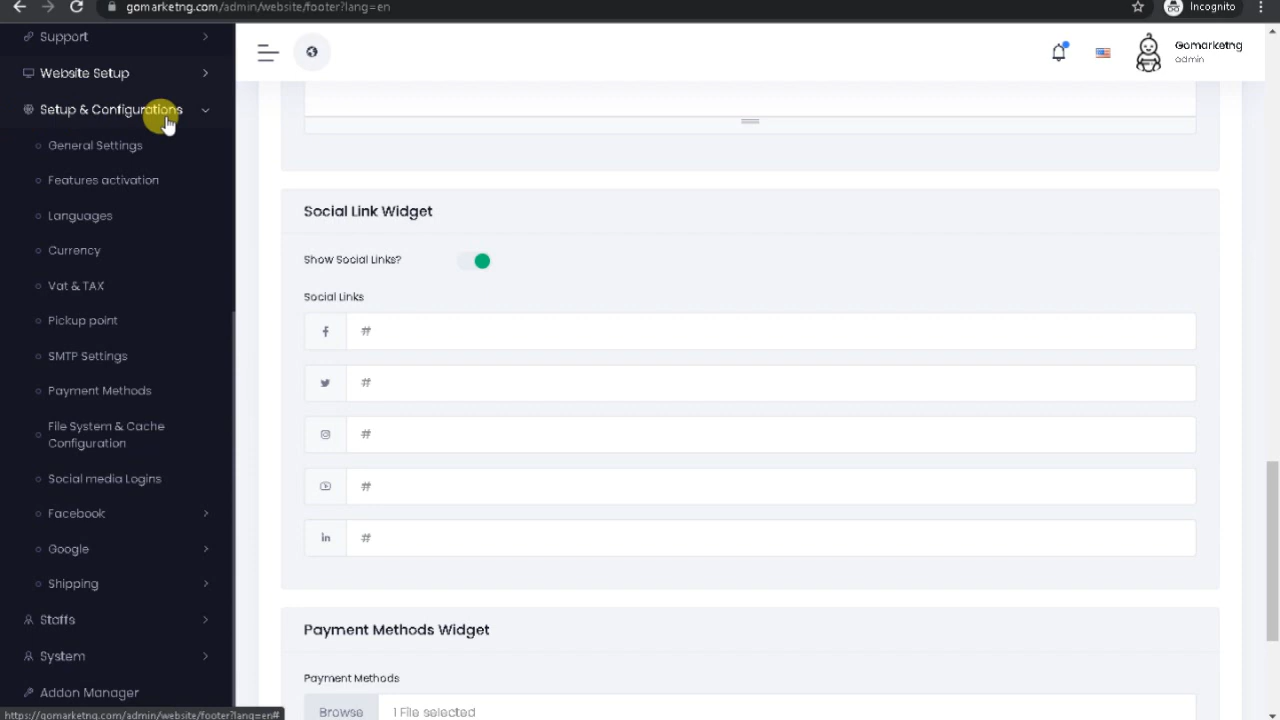 gomarketng.com/admin/website/footer?lang=en
Incognito
Support
Website Setup
Setup & Configurations
General Settings
Features activation
Languages
Currency
Vat & TAX
Pickup point
SMTP Settings
Payment Methods
File System & Cache
Configuration
Social media Logins
Facebook
Google
Shipping
Staffs
System
Addon Manager
https://gomarketng.com/admin/website/footer?lang=en#
Gomarketng
admin
Social Link Widget
Show Social Links?
Social Links
#
#
#
#
in #
Payment Methods Widget
Payment Methods
Browse 1 File selected